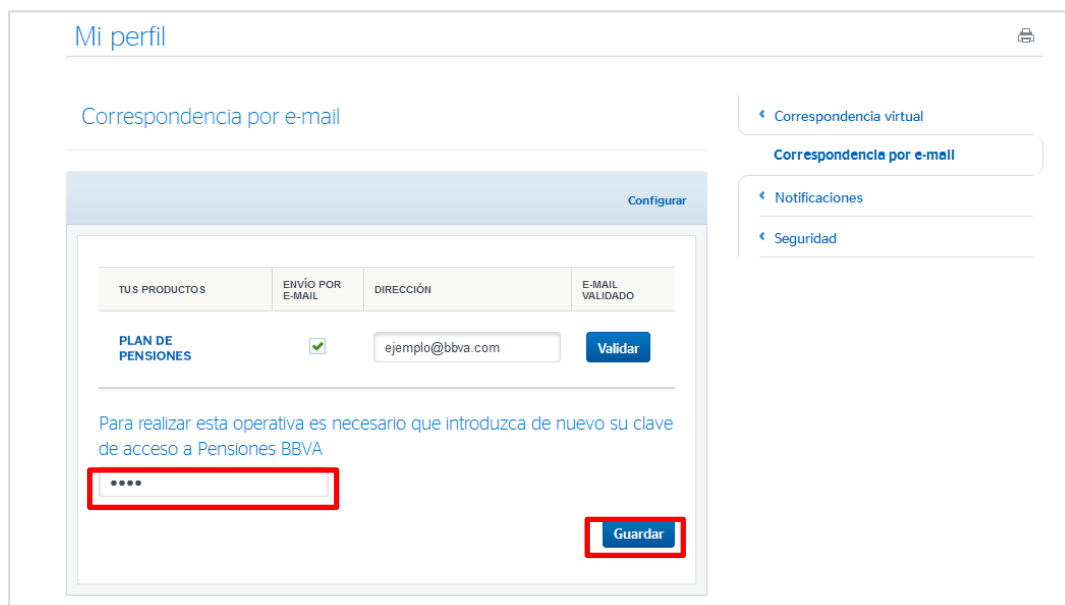 Mi perfil
Correspondencia por e-mail
Correspondencia virtual
Correspondencia por e-mail
Notificaciones
Seguridad
Configurar
TUS PRODUCTOS
ENVÍO POR
E-MAIL
DIRECCIÓN
E-MAIL
VALIDADO
PLAN DE
PENSIONES
ejemplo@bbva.com
Validar
Para realizar esta operativa es necesario que introduzca de nuevo su clave
de acceso a Pensiones BBVA
••••
Guardar